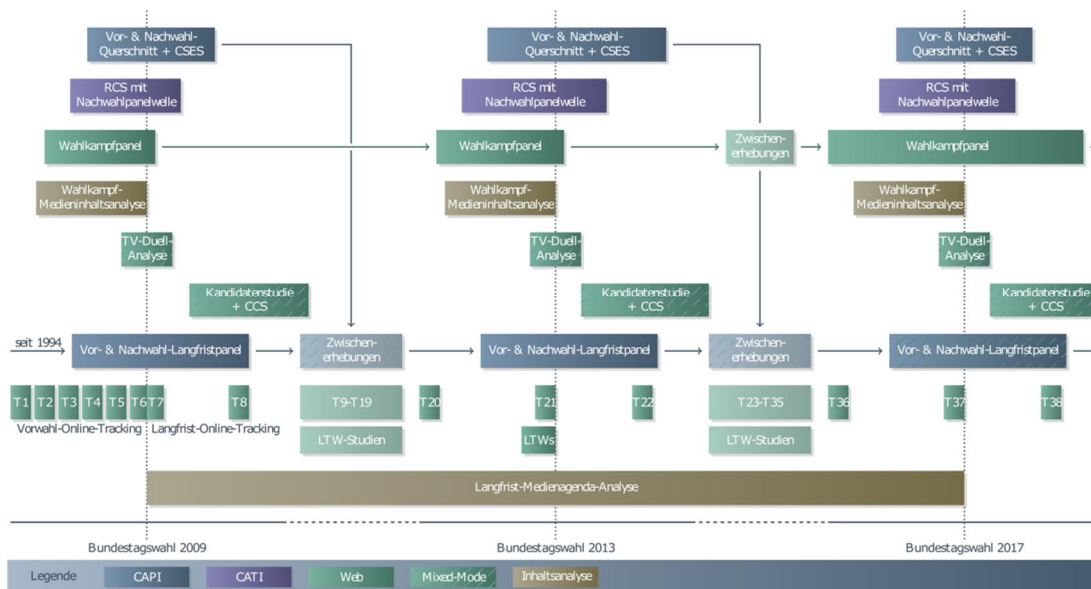 Vor- & Nachwahl-
Querschnitt + CSES
Vor- & Nachwahl-
Querschnitt + CSES
Vor- & Nachwahl-
Querschnitt + CSES
RCS mit
Nachwahlpanelwelle
RCS mit
Nachwahlpanelwelle
RCS mit
Nachwahlpanelwelle
Wahlkampfpanel
Wahlkampfpanel
Zwischen-
erhebungen
Wahlkampfpanel
Wahlkampf-
Medieninhaltsanalyse
Wahlkampf-
Medieninhaltsanalyse
Wahlkampf-
Medieninhaltsanalyse
TV-Duell-
Analyse
TV-Duell-
Analyse
TV-Duell-
Analyse
Kandidatenstudie
+ CCS
Kandidatenstudie
+ CCS
Kandidatenstudie
+ CCS
seit 1994
Vor- & Nachwahl-Langfristpanel
Zwischen-
erhebungen
Vor- & Nachwahl-Langfristpanel
Zwischen-
erhebungen
Vor- & Nachwahl-Langfristpanel
T1 T2 T3 T4 T5 T6 T7 T8 T9-T19 T20 T21 T22 T23-T35 T36 T37 T38
Vorwahl-Online-Tracking Langfrist-Online-Tracking
LTW-Studien LTWs LTW-Studien
Langfrist-Medienagenda-Analyse
Bundestagswahl 2009 Bundestagswahl 2013 Bundestagswahl 2017
Legende CAPI CATI Web Mixed-Mode Inhaltsanalyse